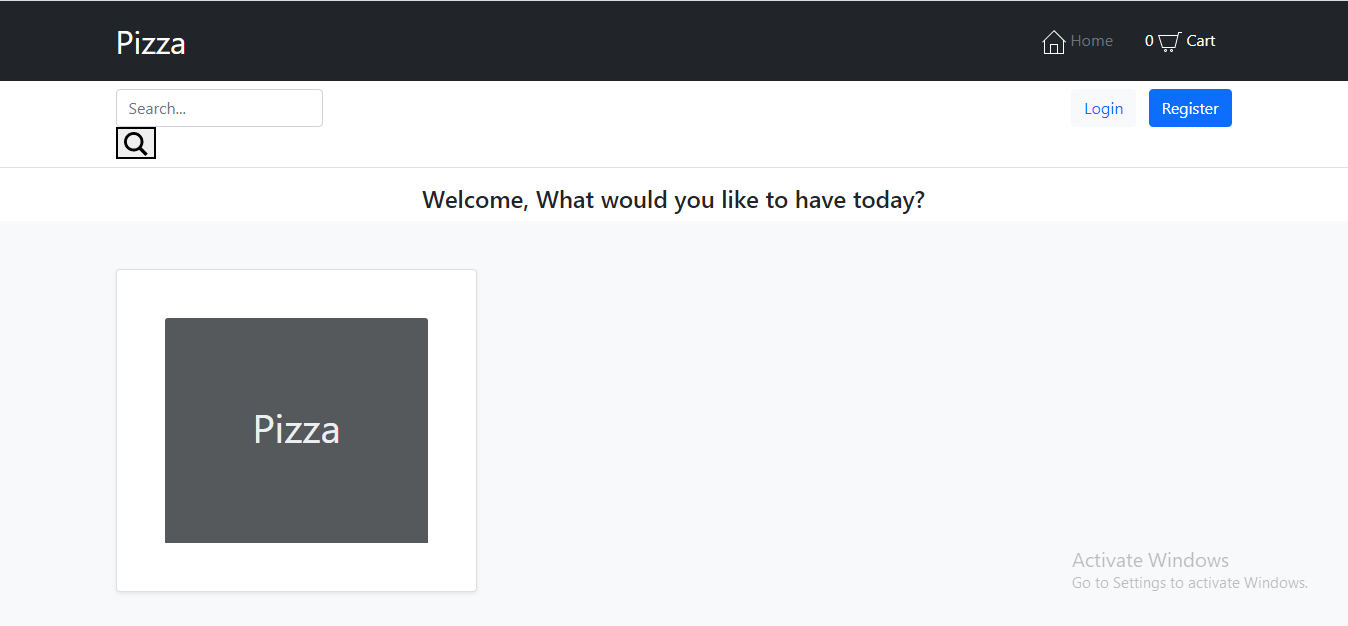 Pizza
Home
0 Cart
Search...
Login
Register
Welcome, What would you like to have today?
Pizza
Activate Windows
Go to Settings to activate Windows.